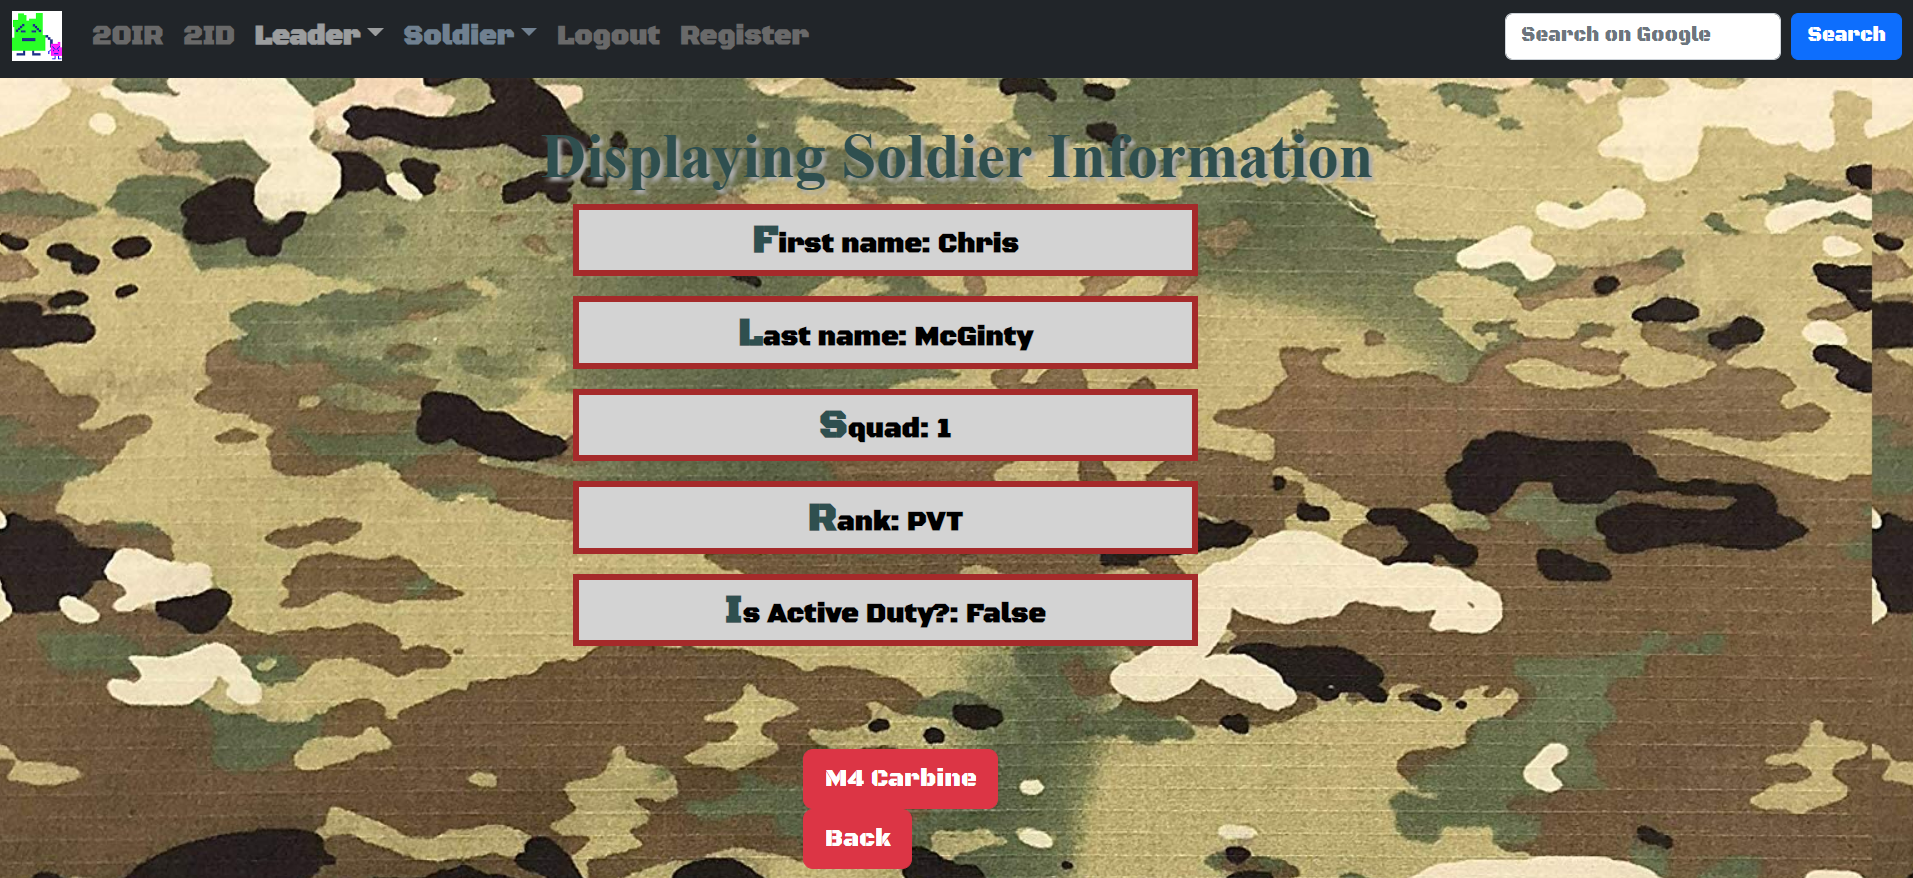 2OIR 2ID Leader Soldier Logout Register Search on Google Search
Displaying Soldier Information
First name: Chris
Last name: McGinty
Squad: 1
Rank: PVT
Is Active Duty?: False
M4 Carbine
Back